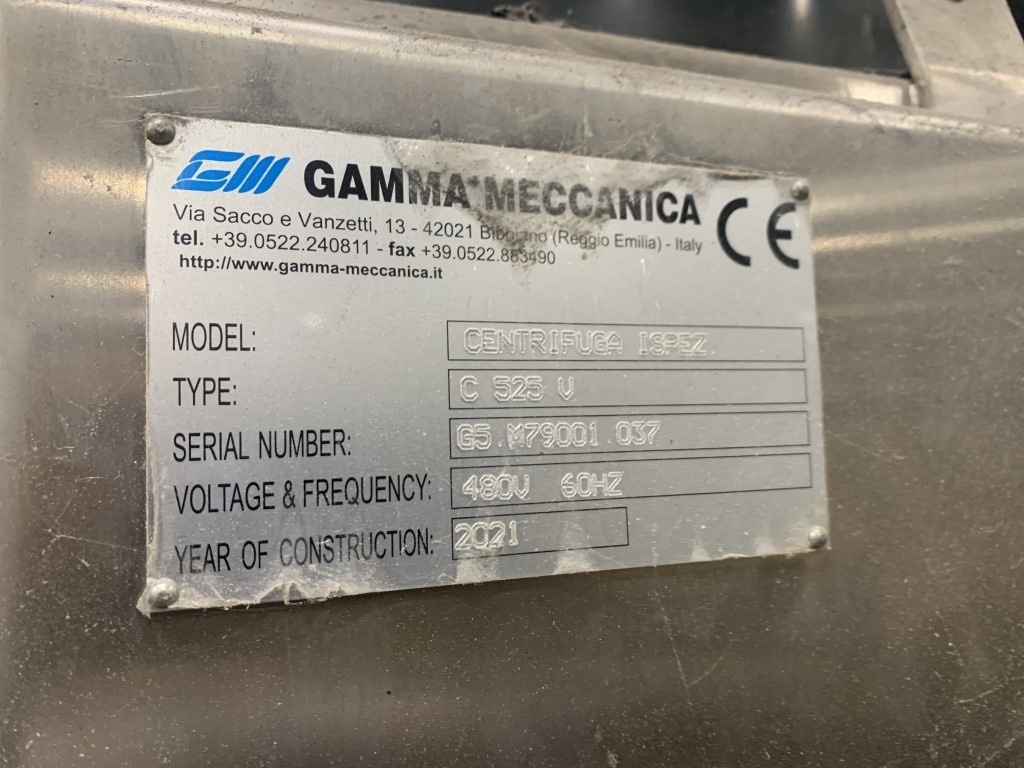 GM GAMMA MECCANICA CE
Via Sacco e Vanzetti, 13 - 42021 Bibbiano (Reggio Emilia) - Italy
tel. +39.0522.240811 - fax +39.0522.883490
http://www.gamma-meccanica.it
MODEL: CENTRIFUGA ISPEZ.
TYPE: C 525 V
SERIAL NUMBER: G5.M79001.037
VOLTAGE & FREQUENCY: 480V 60HZ
YEAR OF CONSTRUCTION: 2021